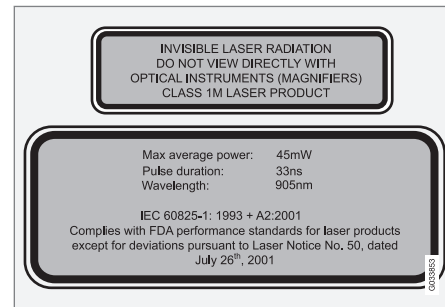 INVISIBLE LASER RADIATION
DO NOT VIEW DIRECTLY WITH
OPTICAL INSTRUMENTS (MAGNIFIERS)
CLASS 1M LASER PRODUCT
Max average power: 45mW
Pulse duration: 33ns
Wavelength: 905nm
IEC 60825-1: 1993 + A2:2001
Complies with FDA performance standards for laser products
except for deviations pursuant to Laser Notice No. 50, dated
July 26th, 2001
G033853